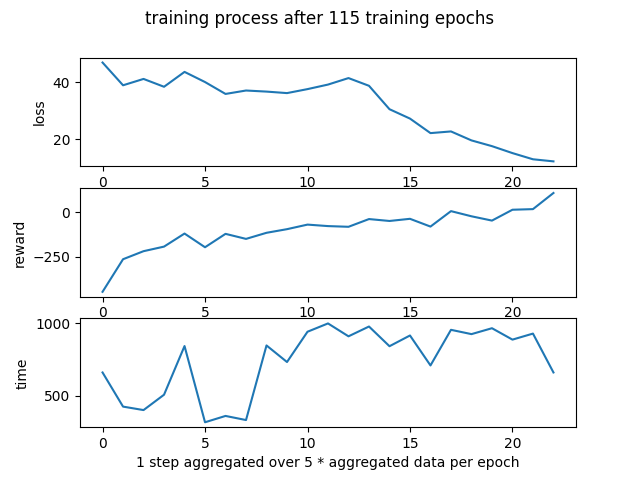 training process after 115 training epochs
40
20
loss
0 5 10 15 20
0
−250
reward
0 5 10 15 20
1000
500
time
0 5 10 15 20
1 step aggregated over 5 * aggregated data per epoch